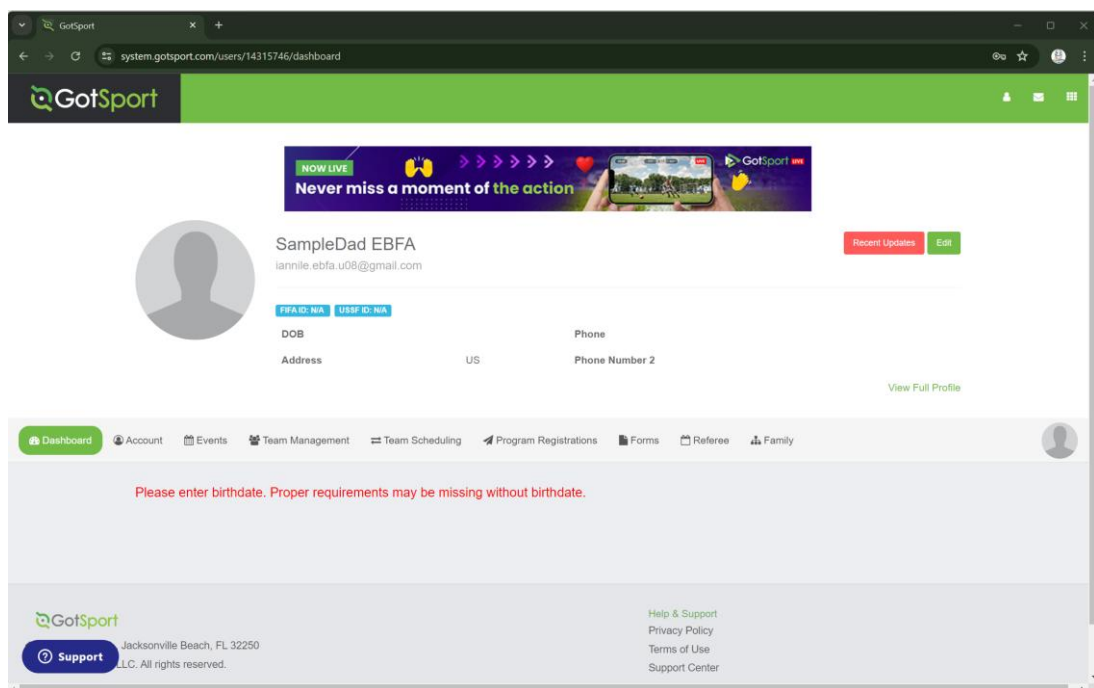 GotSport
system.gotsport.com/users/14315746/dashboard
GotSport
NOW LIVE
Never miss a moment of the action
LIVE
GotSport LIVE
SampleDad EBFA
iannile.ebfa.u08@gmail.com
Recent Updates
Edit
FIFA ID: N/A USSF ID: N/A
DOB
Phone
Address US Phone Number 2
View Full Profile
Dashboard Account Events Team Management Team Scheduling Program Registrations Forms Referee Family
Please enter birthdate. Proper requirements may be missing without birthdate.
GotSport
Jacksonville Beach, FL 32250
LLC. All rights reserved.
Support
Help & Support
Privacy Policy
Terms of Use
Support Center